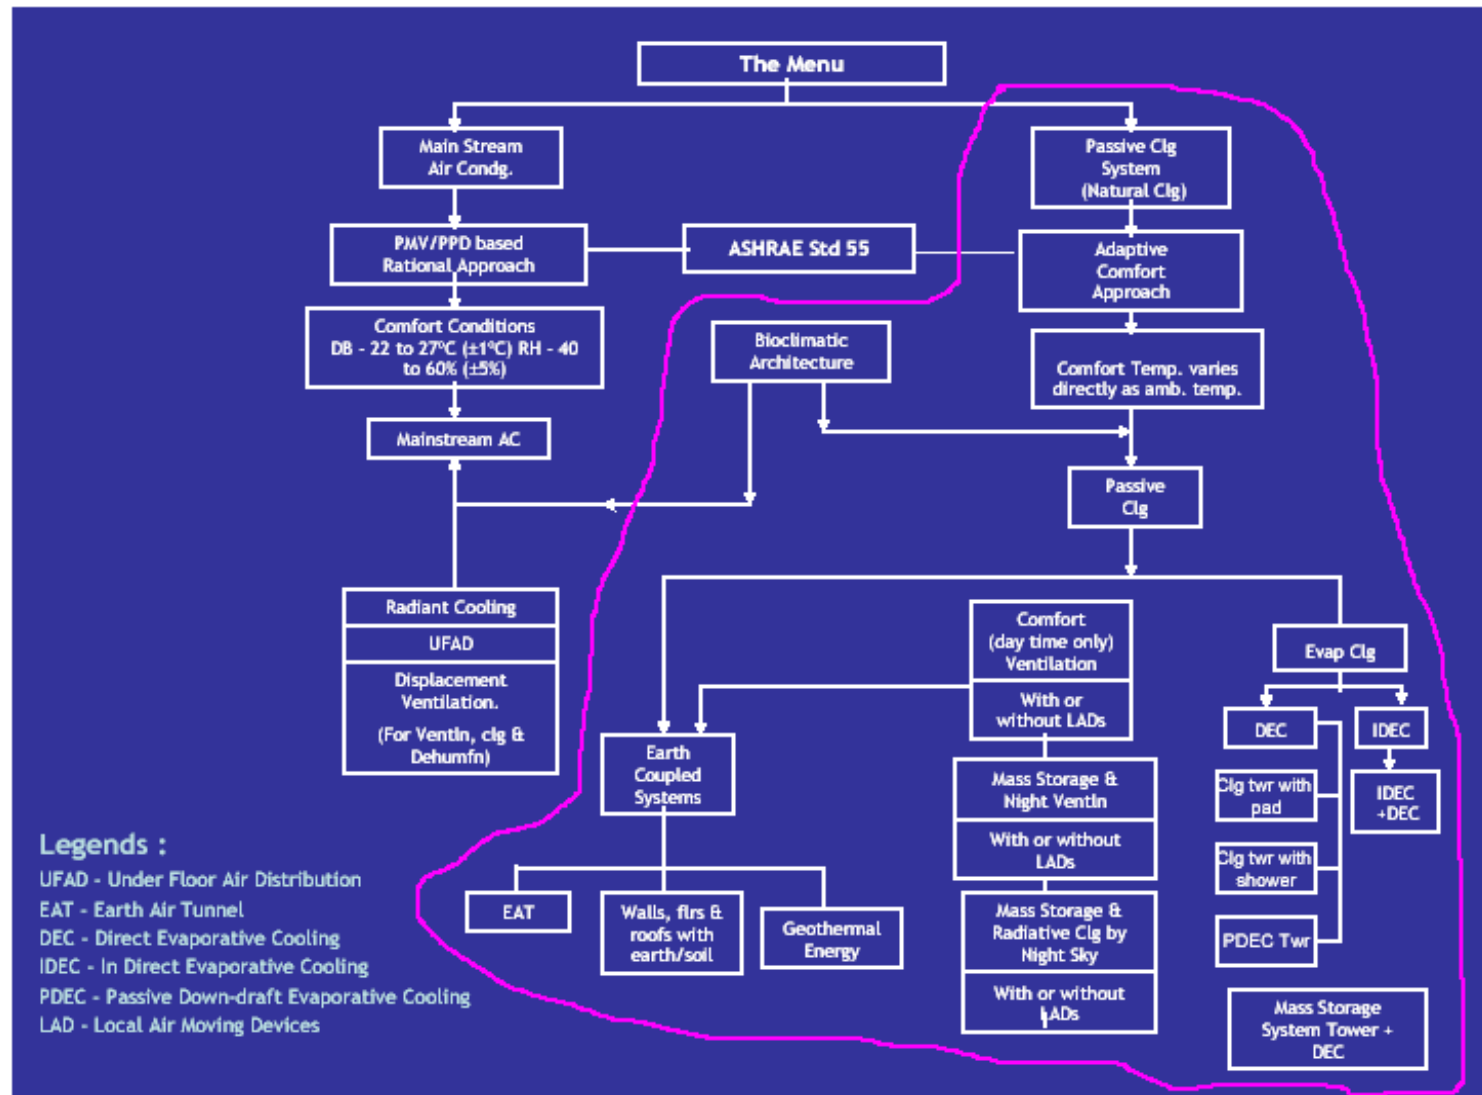 The Menu
Main Stream
Air Condg.
Passive Clg
System
(Natural Clg)
PMV/PPD based
Rational Approach
ASHRAE Std 55
Adaptive
Comfort
Approach
Comfort Conditions
DB - 22 to 27ºC (±1ºC) RH - 40
to 60% (±5%)
Bioclimatic
Architecture
Comfort Temp. varies
directly as amb. temp.
Mainstream AC
Passive
Clg
Radiant Cooling
UFAD
Displacement
Ventilation.
(For Ventln, clg &
Dehumfn)
Comfort
(day time only)
Ventilation
With or
without LADs
Evap Clg
Earth
Coupled
Systems
DEC
IDEC
Mass Storage &
Night Ventln
With or without
LADs
Clg twr with
pad
IDEC
+DEC
Clg twr with
shower
EAT
Walls, flrs &
roofs with
earth/soil
Geothermal
Energy
Mass Storage &
Radiative Clg by
Night Sky
With or without
LADs
PDEC Twr
Mass Storage
System Tower +
DEC
Legends :
UFAD - Under Floor Air Distribution
EAT - Earth Air Tunnel
DEC - Direct Evaporative Cooling
IDEC - In Direct Evaporative Cooling
PDEC - Passive Down-draft Evaporative Cooling
LAD - Local Air Moving Devices